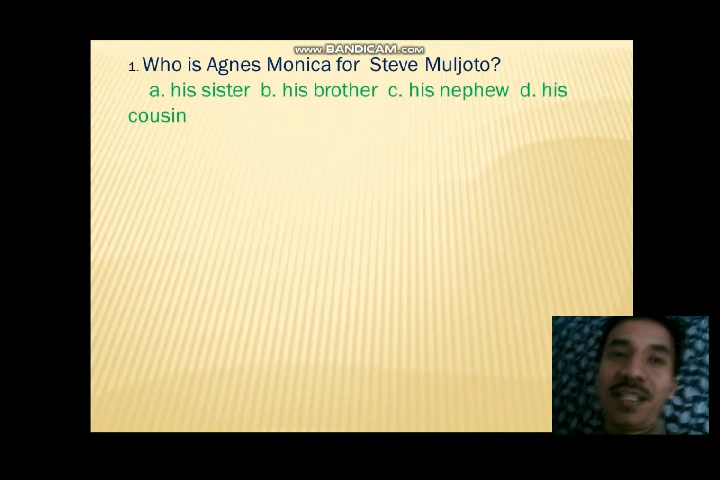 www.BANDICAM.com
1. Who is Agnes Monica for  Steve Muljoto?
a. his sister  b. his brother  c. his nephew  d. his
cousin